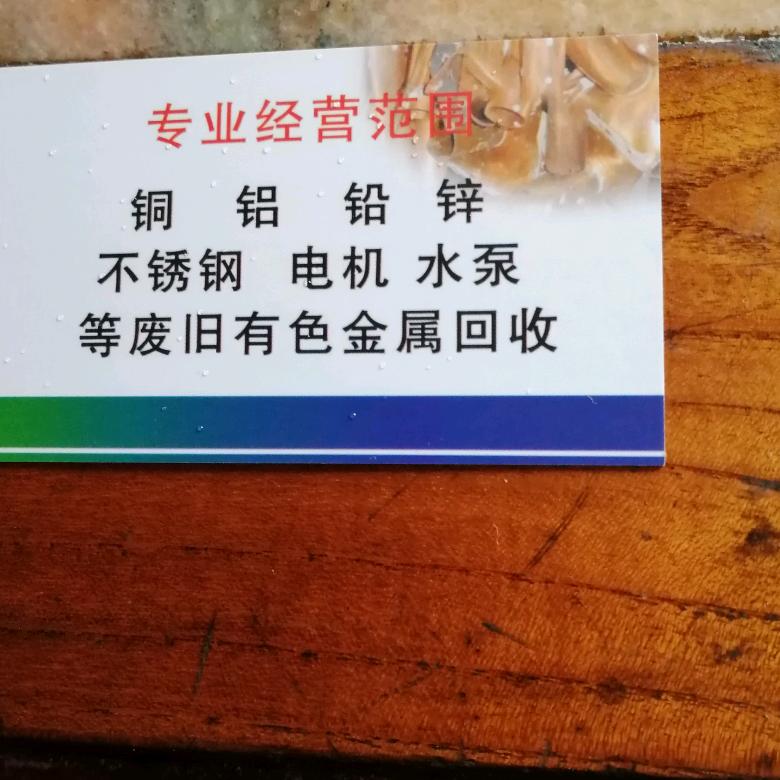 专业经营范围
铜 铝 铅 锌
不锈钢 电机 水泵
等废旧有色金属回收